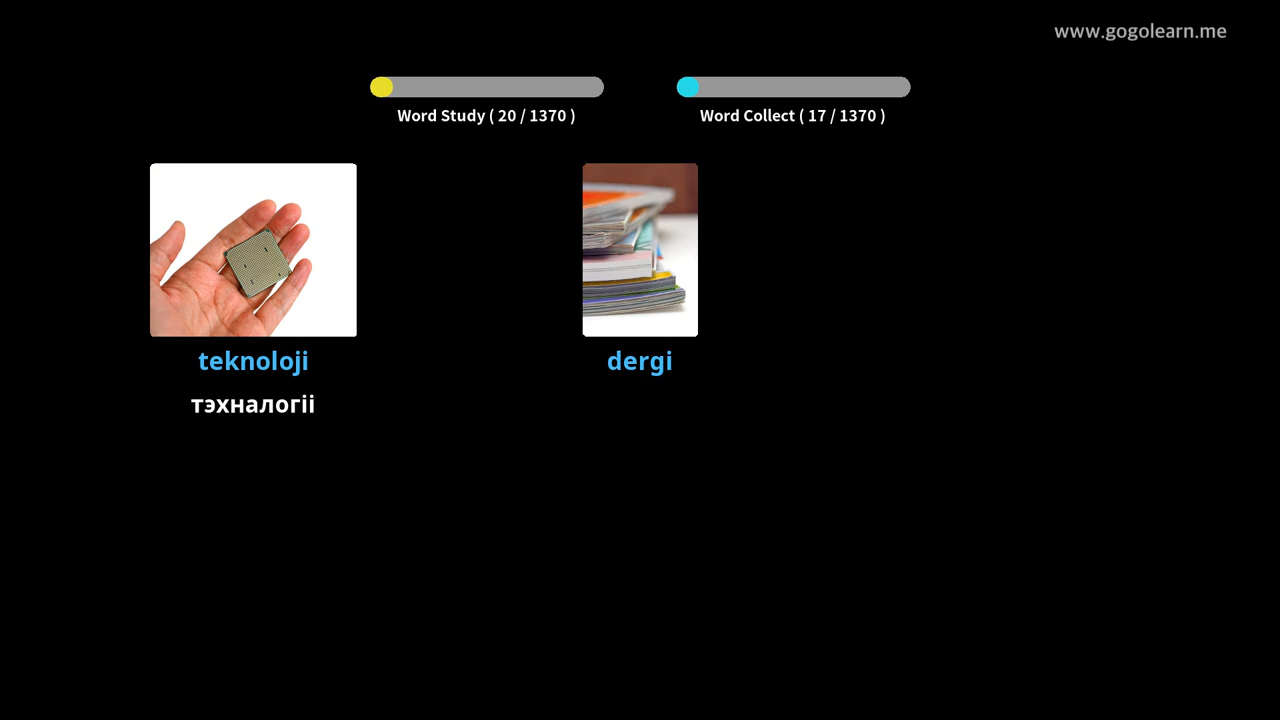 www.gogolearn.me
Word Study ( 20 / 1370 )
Word Collect ( 17 / 1370 )
teknoloji
dergi
тэхналогіі